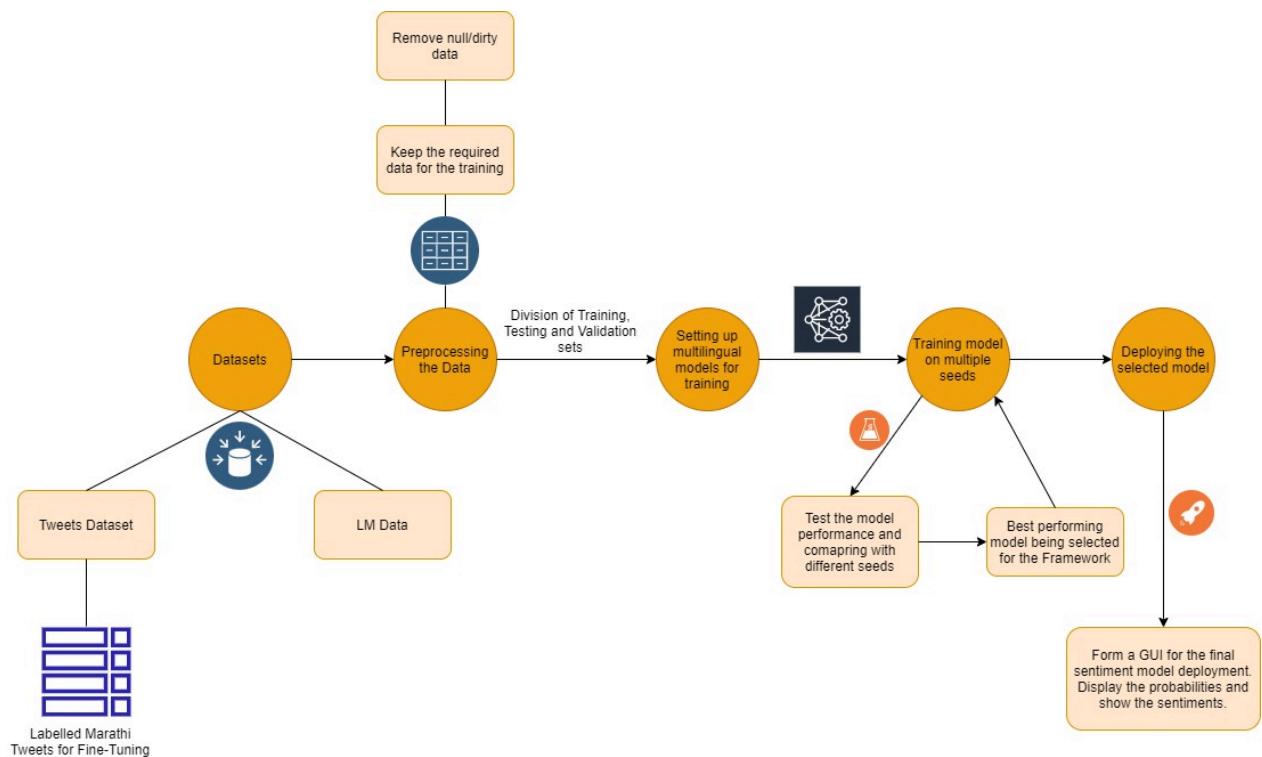 Remove null/dirty
data
Keep the required
data for the training
Datasets
Preprocessing
the Data
Division of Training,
Testing and Validation
sets
Setting up
multilingual
models for
training
Training model
on multiple
seeds
Deploying the
selected model
Tweets Dataset
LM Data
Test the model
performance and
comapring with
different seeds
Best performing
model being selected
for the Framework
Labelled Marathi
Tweets for Fine-Tuning
Form a GUI for the final
sentiment model deployment.
Display the probabilities and
show the sentiments.